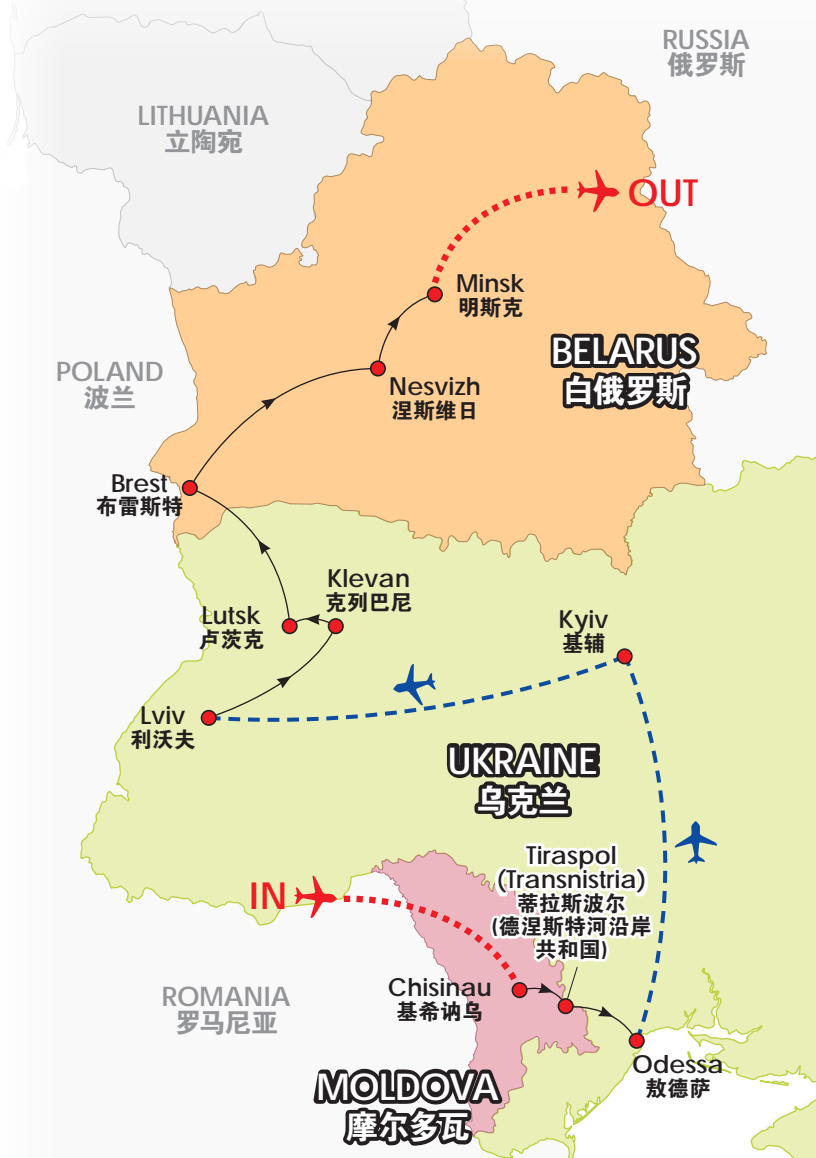 RUSSIA
俄罗斯
LITHUANIA
立陶宛
OUT
Minsk
明斯克
BELARUS
白俄罗斯
POLAND
波兰
Nesvizh
涅斯维日
Brest
布雷斯特
Klevan
克列巴尼
Lutsk
卢茨克
Kyiv
基辅
Lviv
利沃夫
UKRAINE
乌克兰
Tiraspol
(Transnistria)
蒂拉斯波尔
(德涅斯特河沿岸
共和国)
IN
Chisinau
基希讷乌
ROMANIA
罗马尼亚
Odessa
敖德萨
MOLDOVA
摩尔多瓦